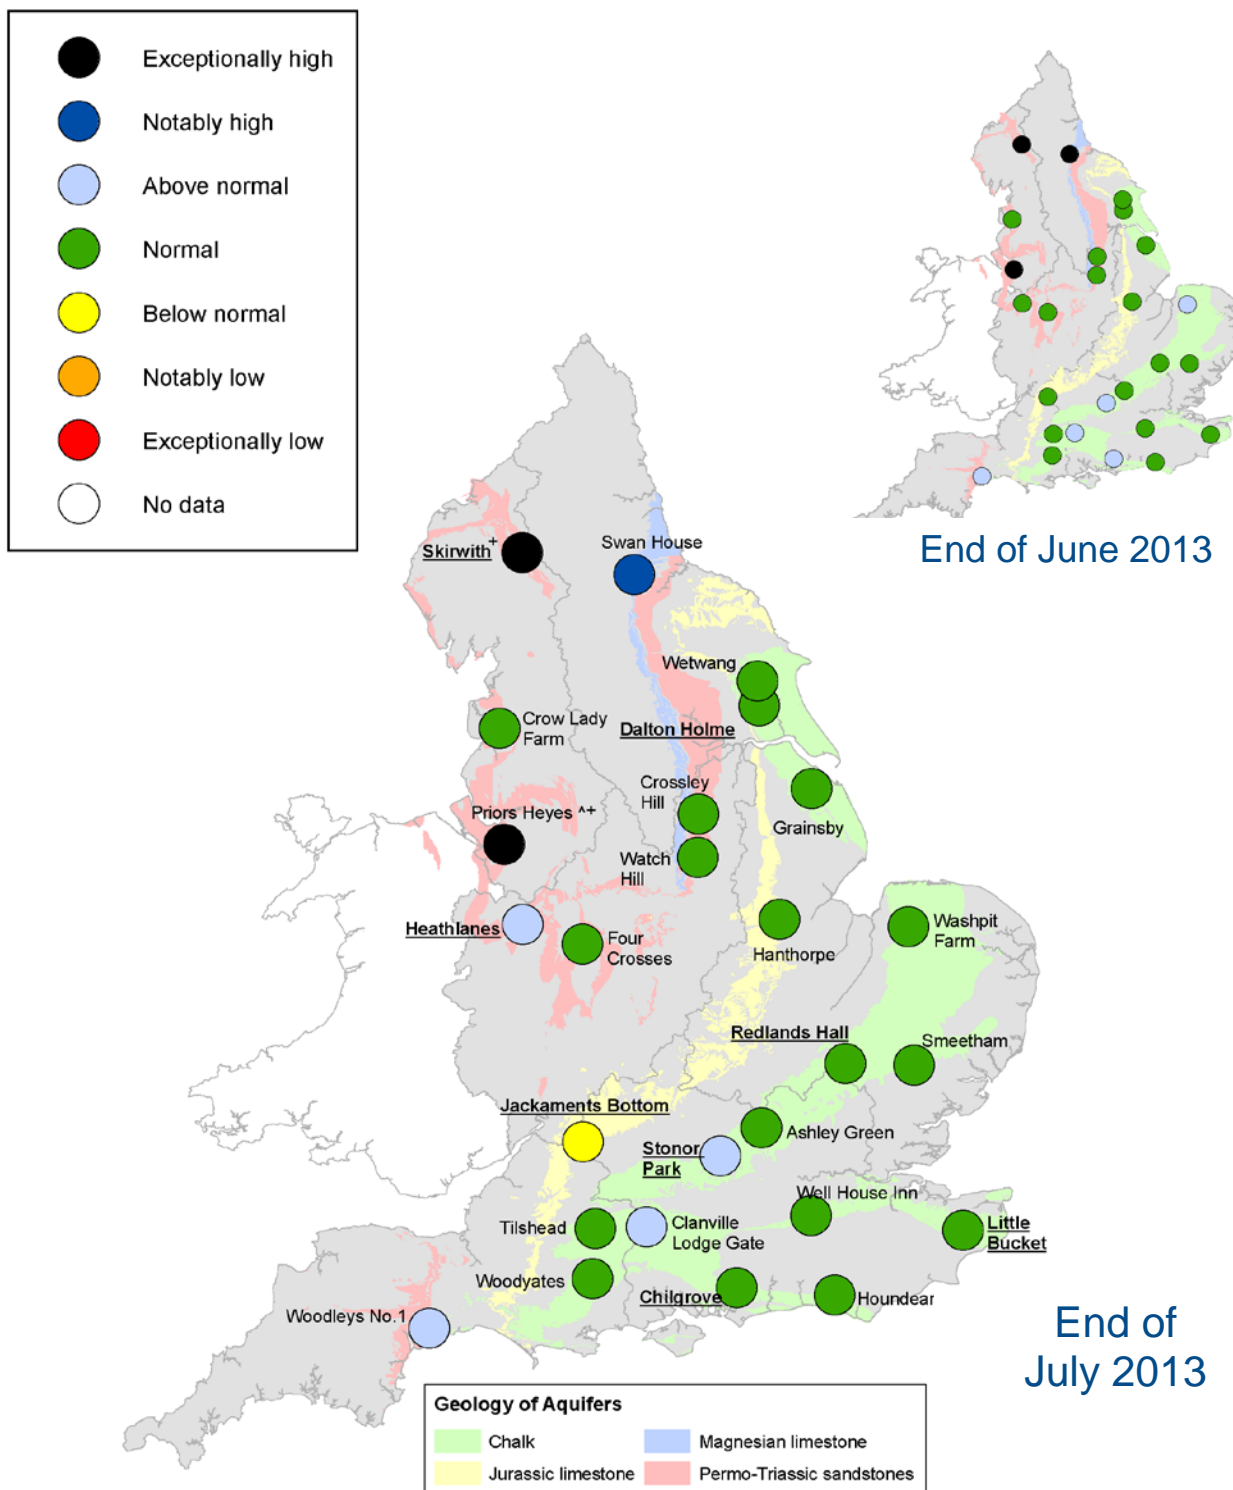 Exceptionally high
Notably high
Above normal
Normal
Below normal
Notably low
Exceptionally low
No data
End of June 2013
Skirwith+
Swan House
Wetwang
Crow Lady
Farm
Dalton Holme
Crossley
Hill
Priors Heyes ^+
Grainsby
Watch
Hill
Heathlanes
Four
Crosses
Hanthorpe
Washpit
Farm
Redlands Hall
Smeetham
Jackaments Bottom
Ashley Green
Stonor
Park
Well House Inn
Tilshead
Clanville
Lodge Gate
Little
Bucket
Woodyates
Chilgrove
Houndean
Woodleys No.1
End of
July 2013
Geology of Aquifers
Chalk
Magnesian limestone
Jurassic limestone
Permo-Triassic sandstones